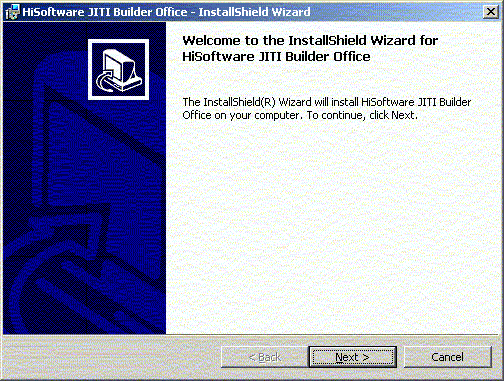 HiSoftware JITI Builder Office - InstallShield Wizard
Welcome to the InstallShield Wizard for
HiSoftware JITI Builder Office
The InstallShield(R) Wizard will install HiSoftware JITI Builder
Office on your computer. To continue, click Next.
< Back
Next >
Cancel